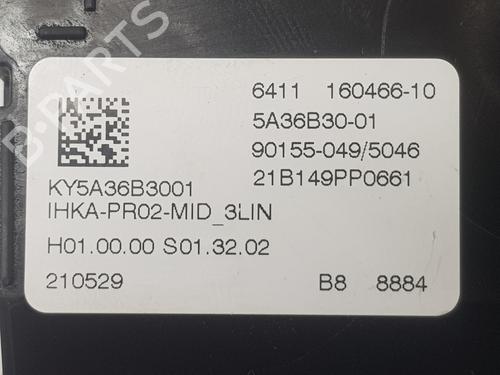 6411 160466-10
5A36B30-01
90155-049/5046
21B149PP0661
KY5A36B3001
IHKA-PR02-MID_3LIN
H01.00.00 S01.32.02
210529 B8 8884
B-PARTS